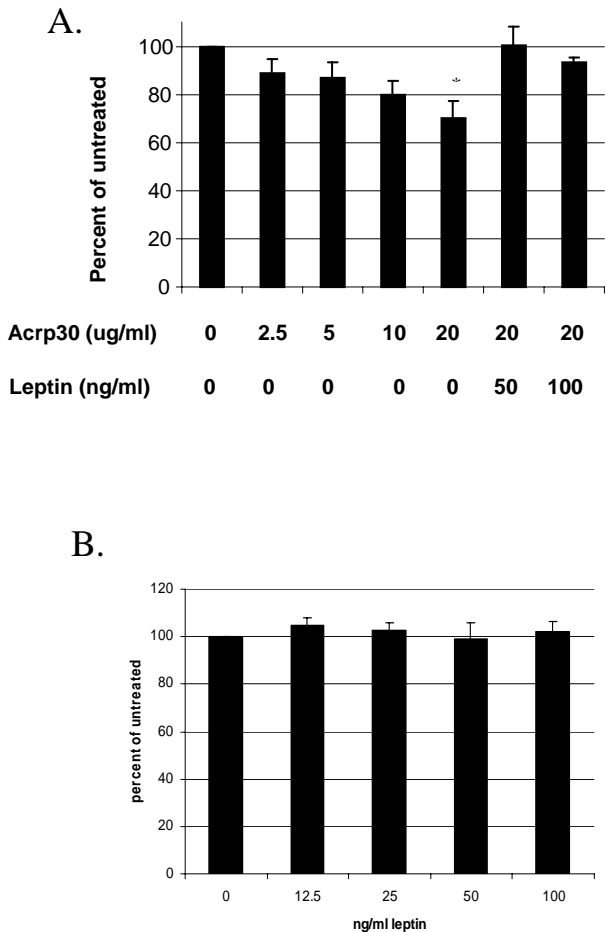 A.
Percent of untreated
100
80
60
40
20
0
*
Acrp30 (ug/ml) 0 2.5 5 10 20 20 20
Leptin (ng/ml) 0 0 0 0 0 50 100
B.
percent of untreated
120
100
80
60
40
20
0
0 12.5 25 50 100
ng/ml leptin